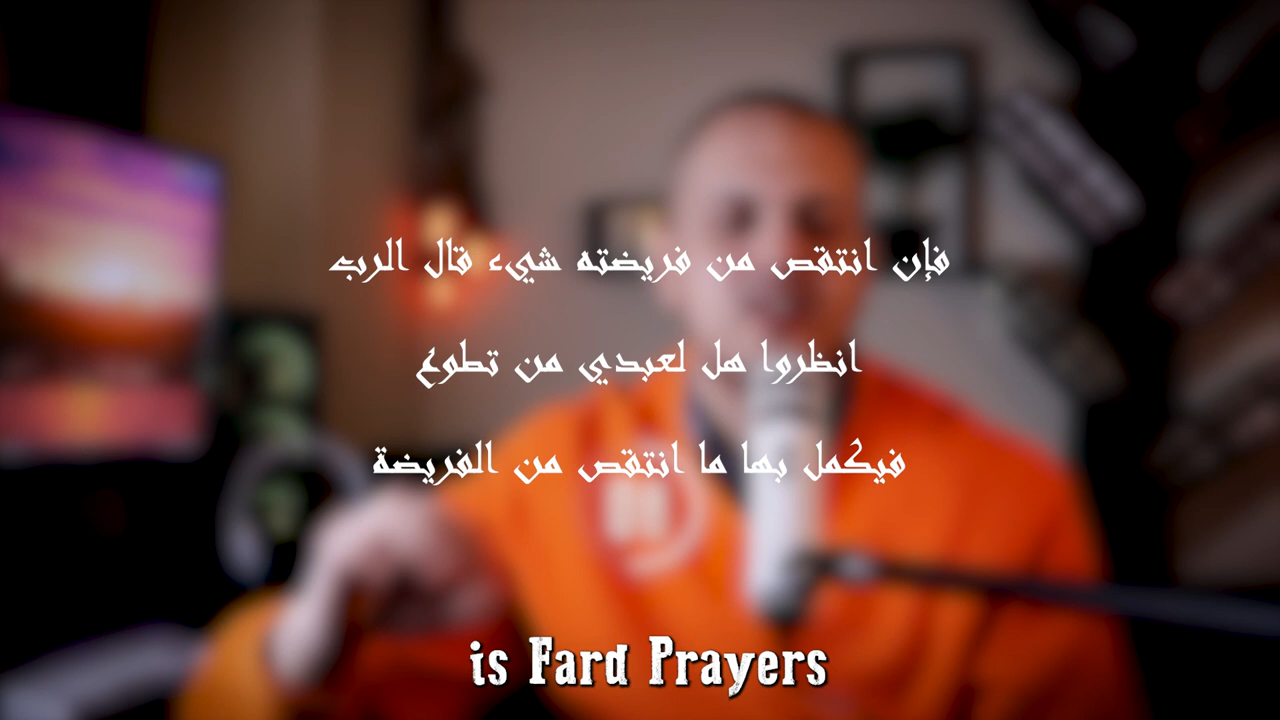 فإن انتقص من فريضته شيء قال الرب
انظروا هل لعبدي من تطوع
فيكمل بها ما انتقص من الفريضة
is Fard Prayers